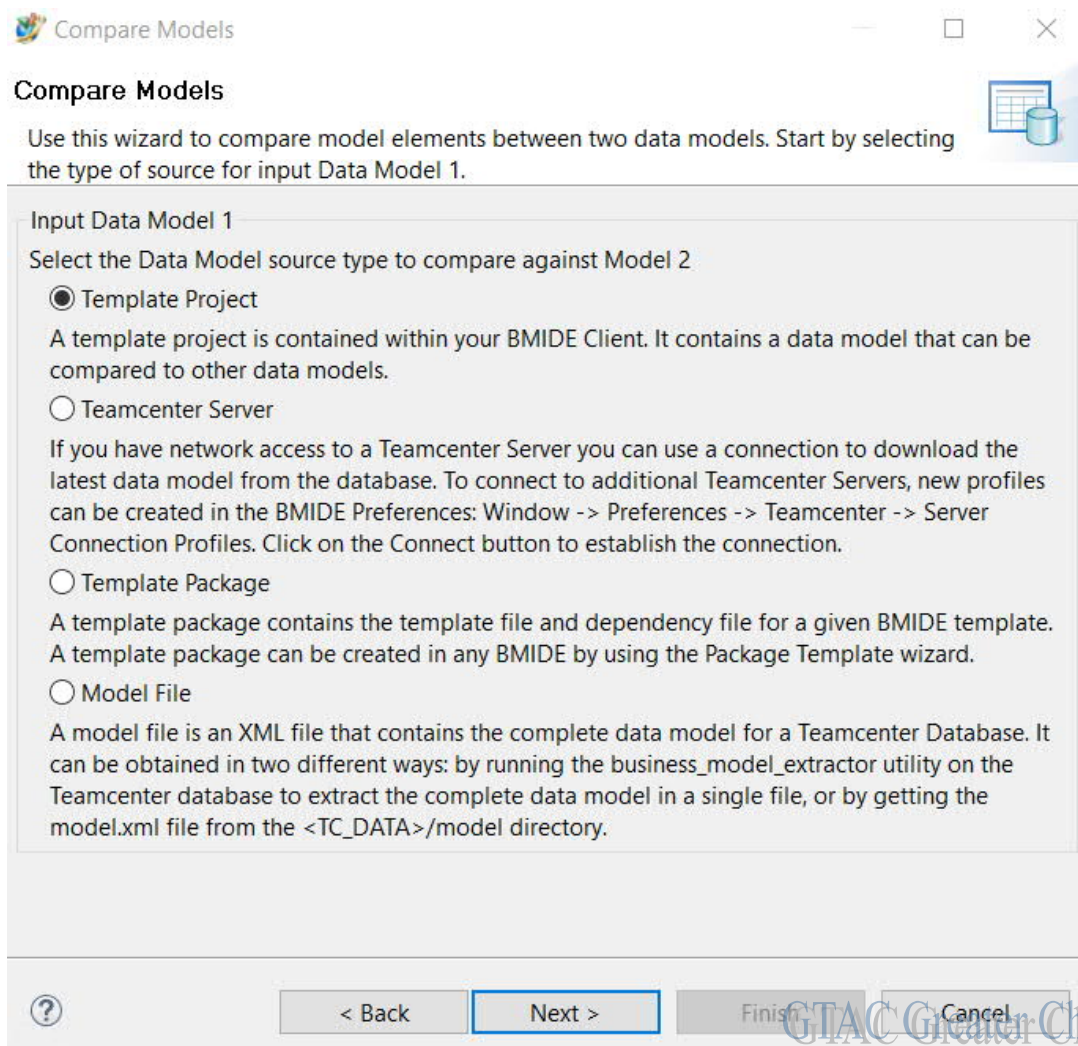 Compare Models
Compare Models
Use this wizard to compare model elements between two data models. Start by selecting
the type of source for input Data Model 1.
Input Data Model 1
Select the Data Model source type to compare against Model 2
Template Project
A template project is contained within your BMIDE Client. It contains a data model that can be
compared to other data models.
Teamcenter Server
If you have network access to a Teamcenter Server you can use a connection to download the
latest data model from the database. To connect to additional Teamcenter Servers, new profiles
can be created in the BMIDE Preferences: Window -> Preferences -> Teamcenter -> Server
Connection Profiles. Click on the Connect button to establish the connection.
Template Package
A template package contains the template file and dependency file for a given BMIDE template.
A template package can be created in any BMIDE by using the Package Template wizard.
Model File
A model file is an XML file that contains the complete data model for a Teamcenter Database. It
can be obtained in two different ways: by running the business_model_extractor utility on the
Teamcenter database to extract the complete data model in a single file, or by getting the
model.xml file from the <TC_DATA>/model directory.
? < Back Next > Finish Cancel
GTAC Greater Ch